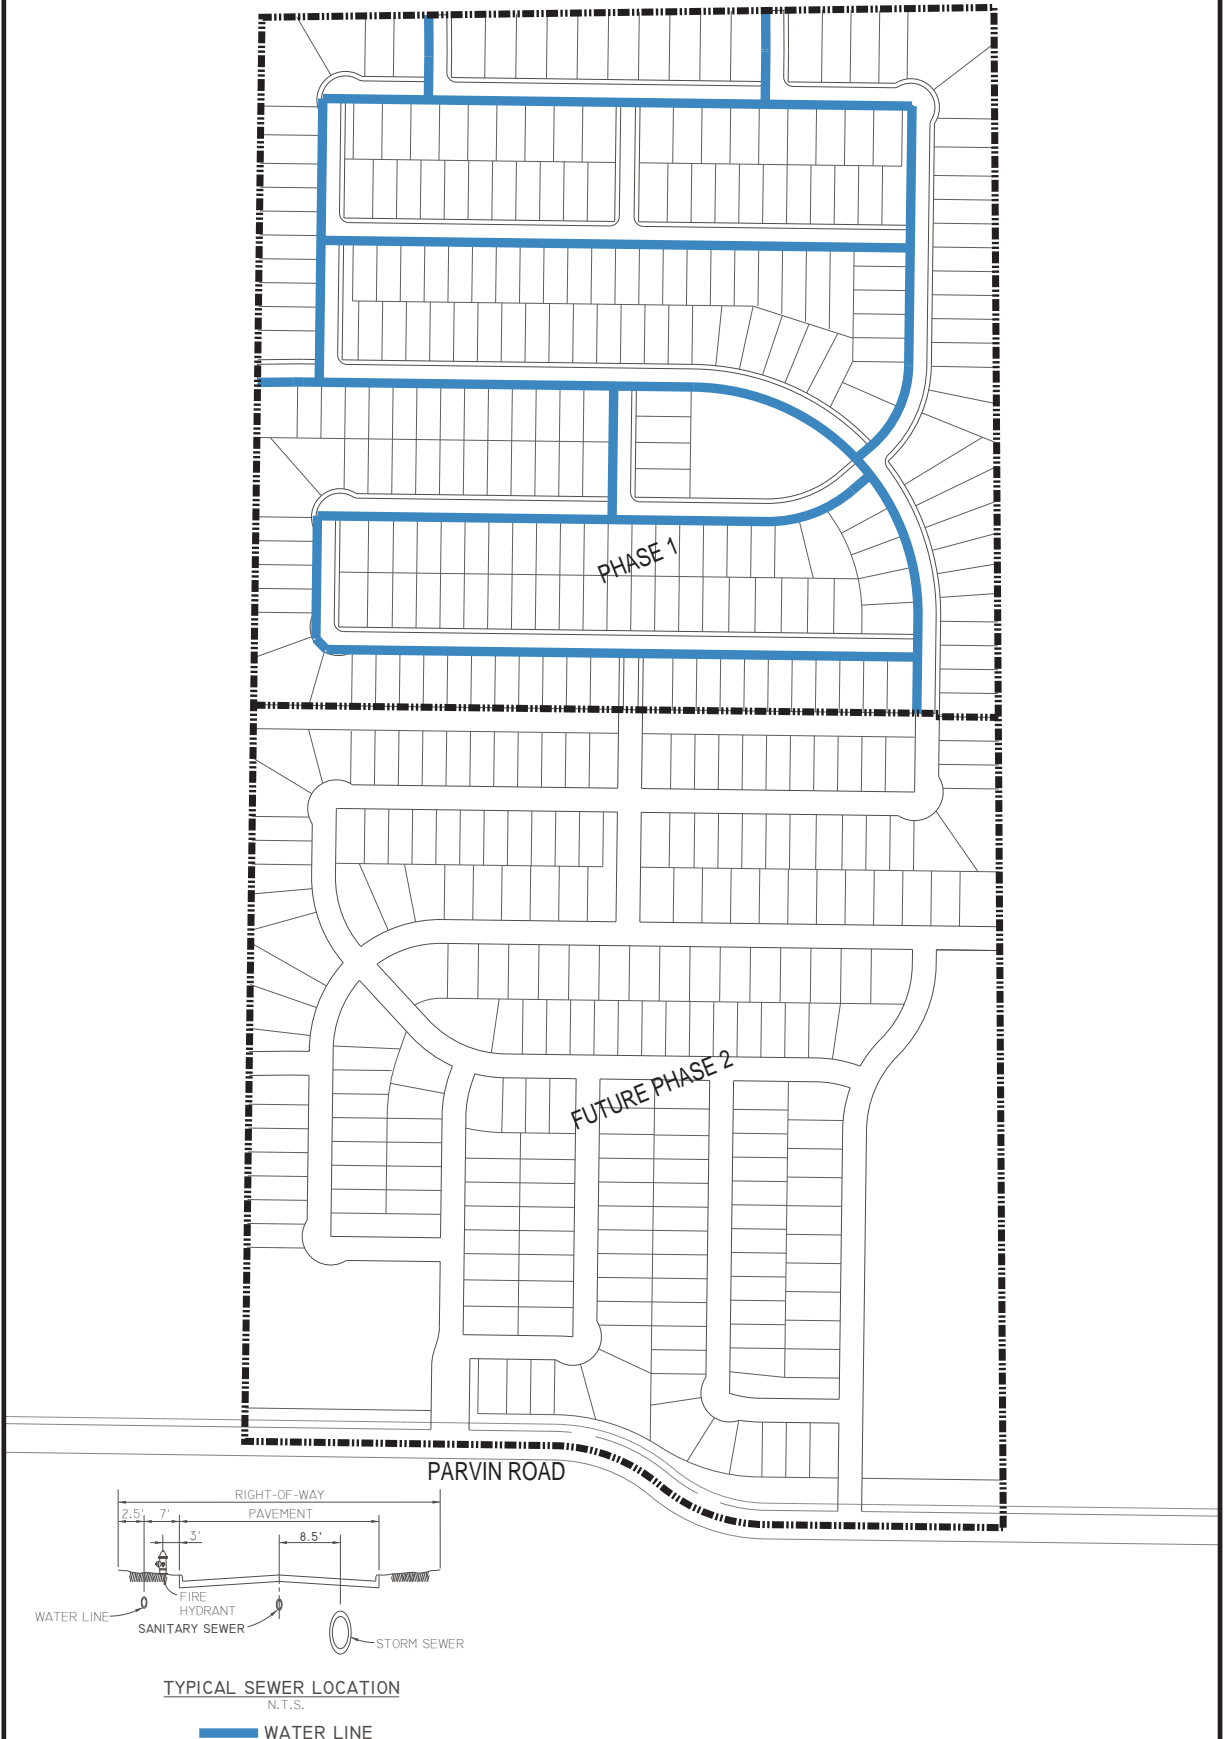 PHASE 1
FUTURE PHASE 2
PARVIN ROAD
RIGHT-OF-WAY
2.5' 7' PAVEMENT
3' 8.5'
FIRE
HYDRANT
WATER LINE
SANITARY SEWER
STORM SEWER
TYPICAL SEWER LOCATION
N.T.S.
WATER LINE